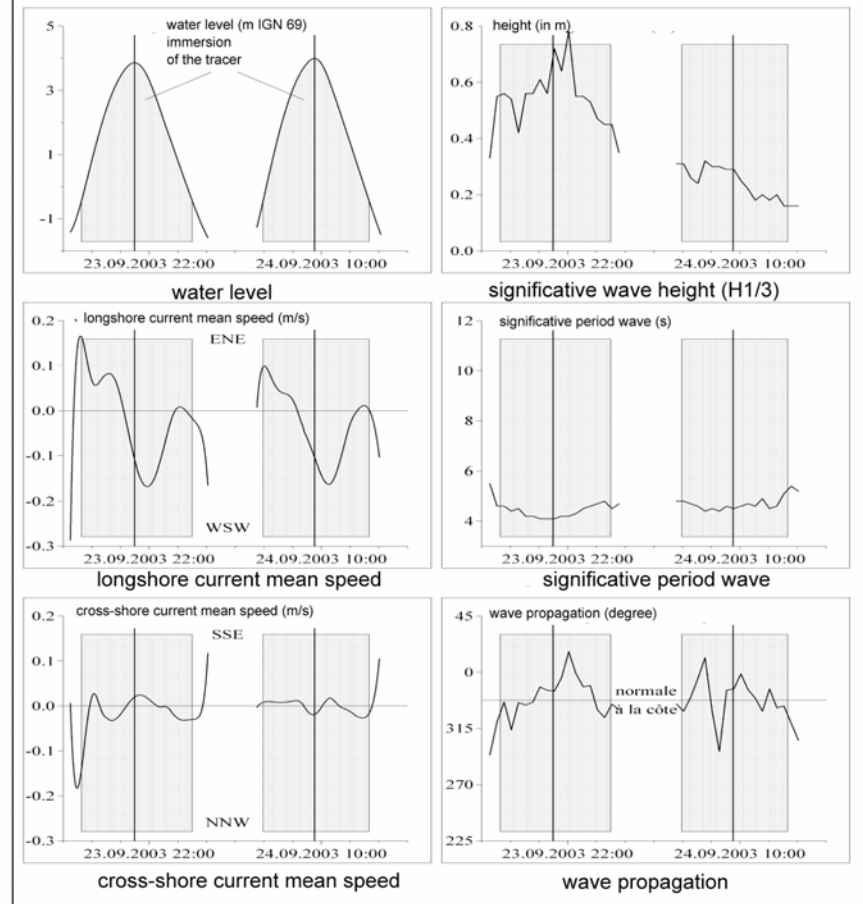 water level (m IGN 69)
immersion
of the tracer
5
3
1
-1
23.09.2003 22:00
24.09.2003 10:00
water level
height (in m)
0.8
0.6
0.4
0.2
0.0
23.09.2003 22:00
24.09.2003 10:00
significative wave height (H1/3)
longshore current mean speed (m/s)
0.2
0.1
0.0
-0.1
-0.2
-0.3
ENE
WSW
23.09.2003 22:00
24.09.2003 10:00
longshore current mean speed
significative period wave (s)
12
10
8
6
4
23.09.2003 22:00
24.09.2003 10:00
significative period wave
cross-shore current mean speed (m/s)
0.2
0.1
0.0
-0.1
-0.2
-0.3
SSE
NNW
23.09.2003 22:00
24.09.2003 10:00
cross-shore current mean speed
wave propagation (degree)
45
0
315
270
225
normale
à la côte
23.09.2003 22:00
24.09.2003 10:00
wave propagation